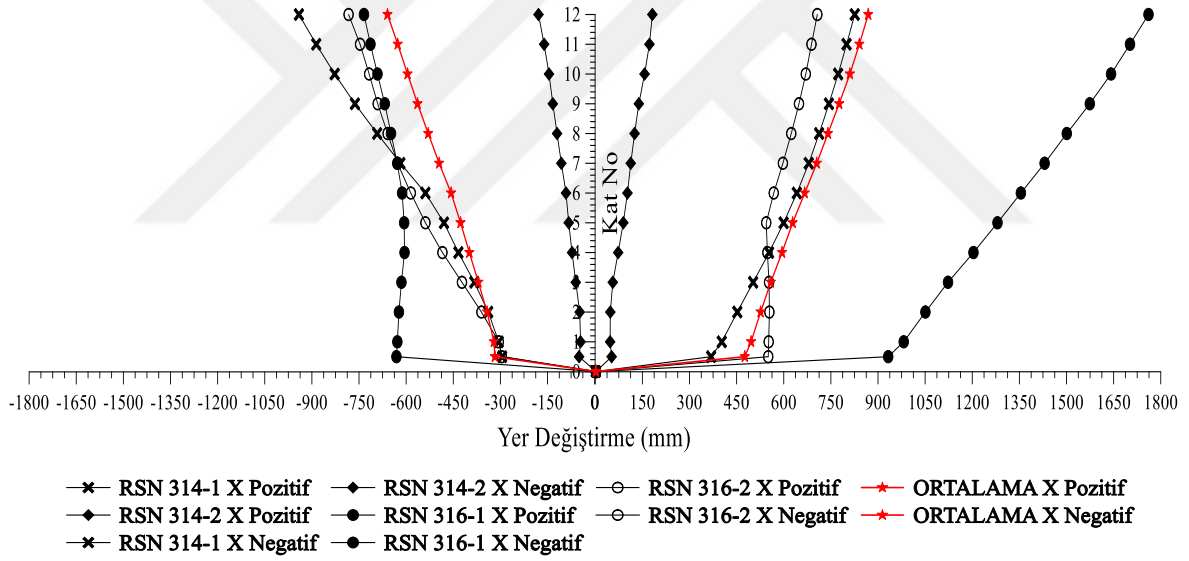 12
11
10
9
8
7
6
5
4
3
2
1
0
Kat No
-1800 -1650 -1500 -1350 -1200 -1050 -900 -750 -600 -450 -300 -150 0 150 300 450 600 750 900 1050 1200 1350 1500 1650 1800
Yer Değiştirme (mm)
RSN 314-1 X Pozitif RSN 314-2 X Negatif RSN 316-2 X Pozitif ORTALAMA X Pozitif
RSN 314-2 X Pozitif RSN 316-1 X Pozitif RSN 316-2 X Negatif ORTALAMA X Negatif
RSN 314-1 X Negatif RSN 316-1 X Negatif